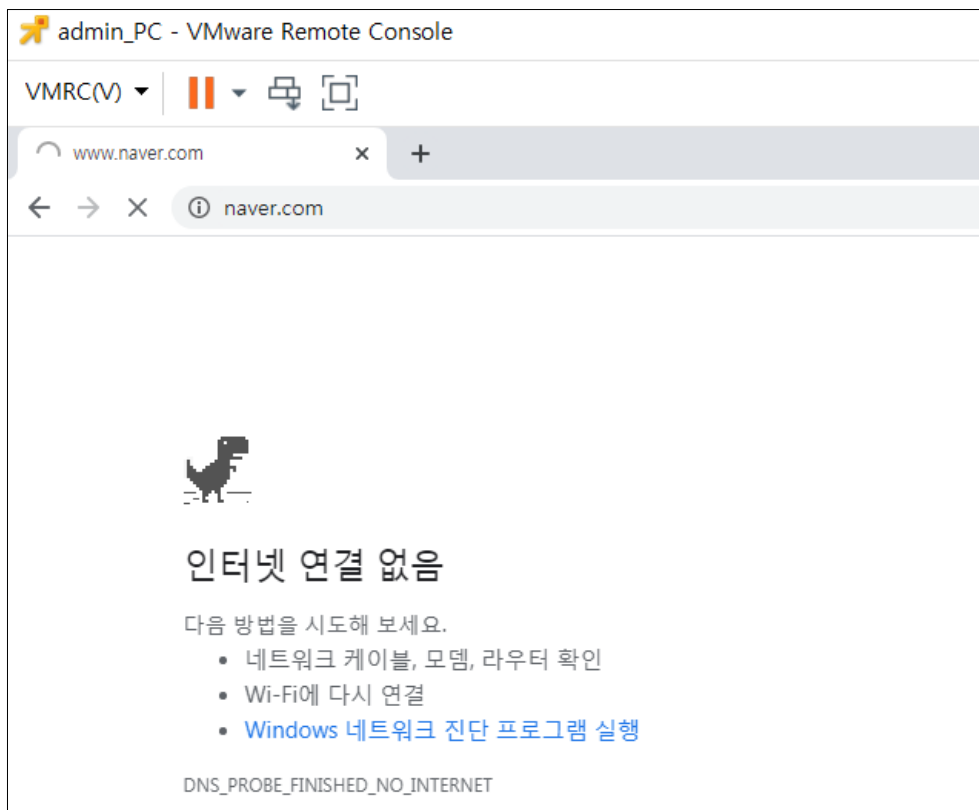 admin_PC - VMware Remote Console
VMRC(V)
www.naver.com
naver.com
인터넷 연결 없음
다음 방법을 시도해 보세요.
네트워크 케이블, 모뎀, 라우터 확인
Wi-Fi에 다시 연결
Windows 네트워크 진단 프로그램 실행
DNS_PROBE_FINISHED_NO_INTERNET